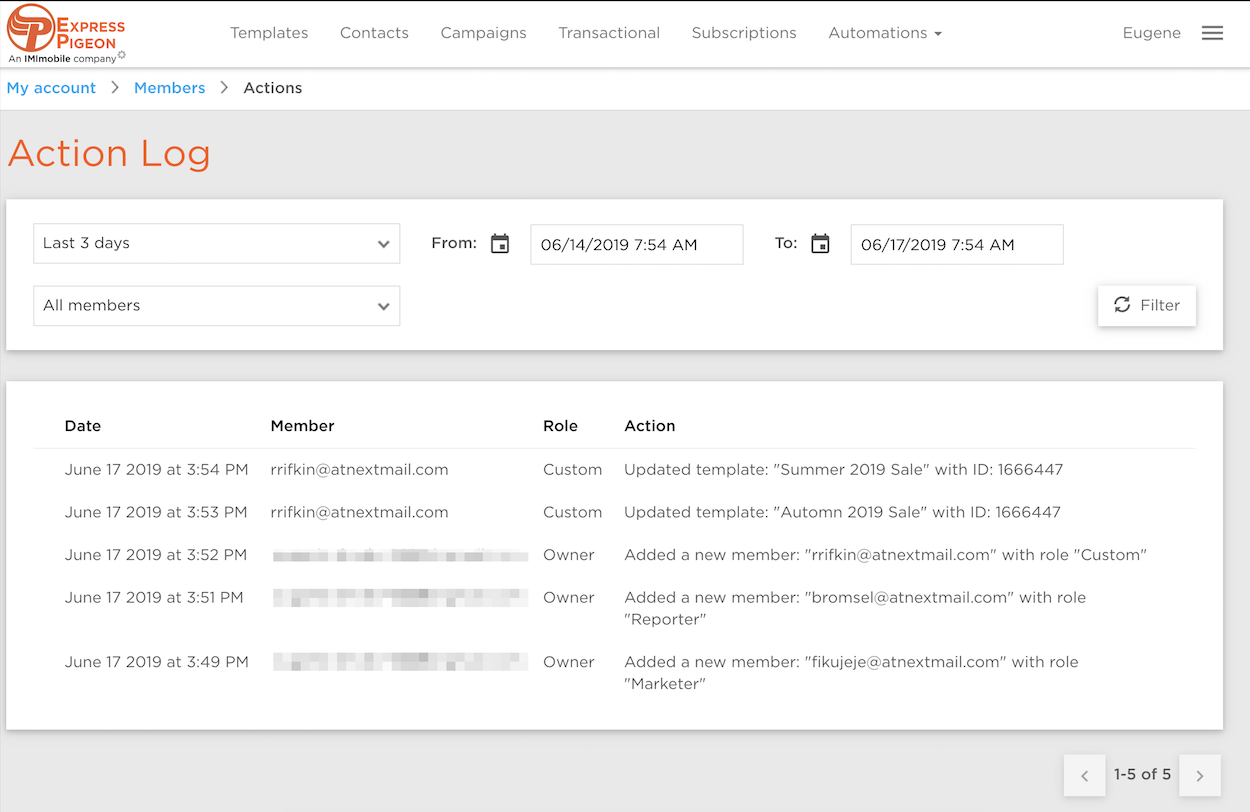 EXPRESS
PIGEON
An IMImobile company
Templates Contacts Campaigns Transactional Subscriptions Automations Eugene
My account Members Actions
Action Log
Last 3 days From: 06/14/2019 7:54 AM To: 06/17/2019 7:54 AM
All members Filter
Date Member Role Action
June 17 2019 at 3:54 PM rrifkin@atnextmail.com Custom Updated template: "Summer 2019 Sale" with ID: 1666447
June 17 2019 at 3:53 PM rrifkin@atnextmail.com Custom Updated template: "Automn 2019 Sale" with ID: 1666447
June 17 2019 at 3:52 PM Owner Added a new member: "rrifkin@atnextmail.com" with role "Custom"
June 17 2019 at 3:51 PM Owner Added a new member: "bromsel@atnextmail.com" with role
"Reporter"
June 17 2019 at 3:49 PM Owner Added a new member: "fikujeje@atnextmail.com" with role
"Marketer"
1-5 of 5